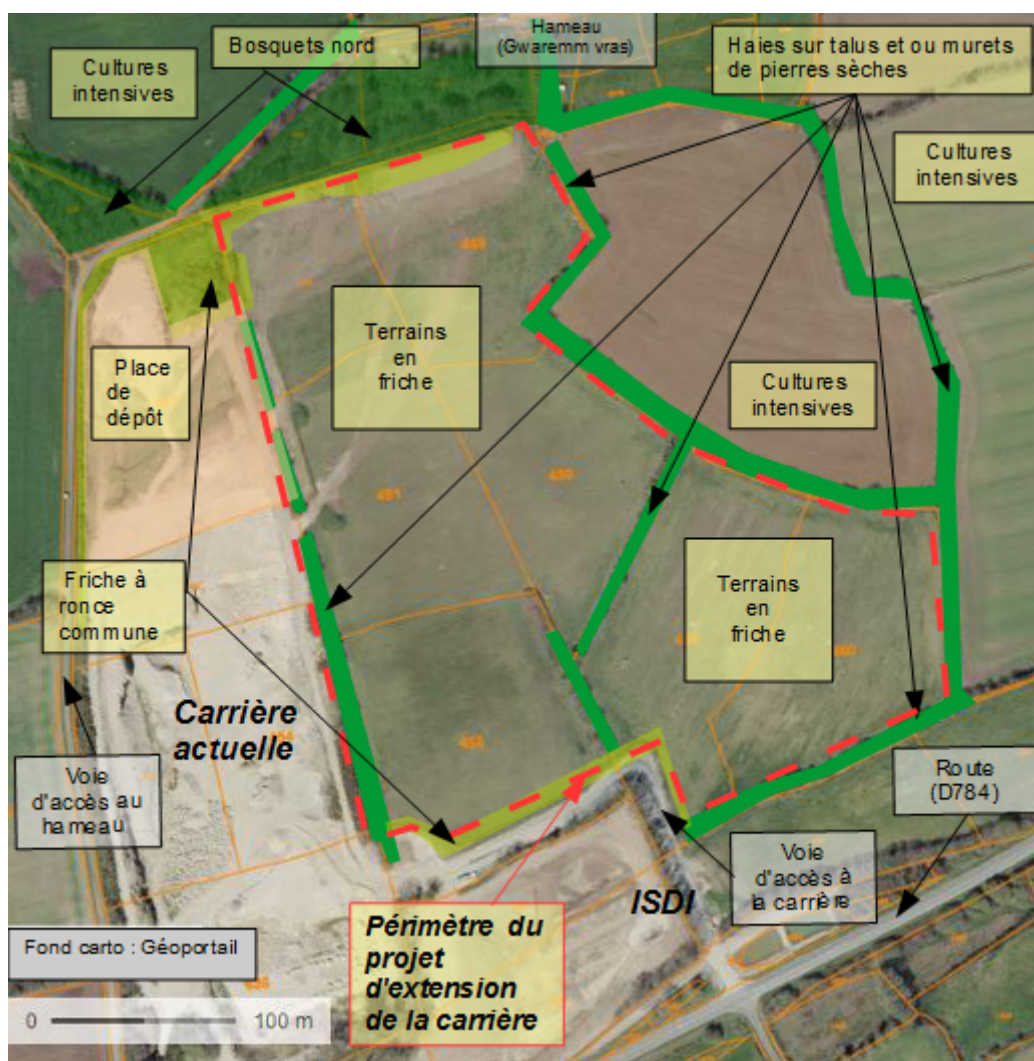 Hameau
(Gwaremm vras)
Bosquets nord
Haies sur talus et ou murets
de pierres sèches
Cultures
intensives
Cultures
intensives
Terrains
en
friche
Place
de
dépôt
Cultures
intensives
Terrains
en
friche
Friche à
ronce
commune
Carrière
actuelle
Voie
d'accès au
hameau
Route
(D784)
Voie
d'accès à
la carrière
ISDI
Périmètre du
projet
d'extension
de la carrière
Fond carto : Géoportail
0 100 m
491